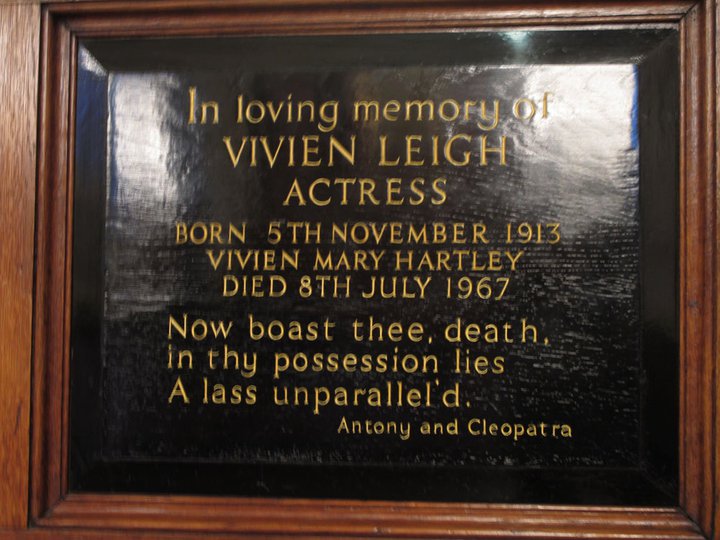 In loving memory of
VIVIEN LEIGH
ACTRESS
BORN 5TH NOVEMBER 1913
VIVIEN MARY HARTLEY
DIED 8TH JULY 1967
Now boast thee, death,
in thy possession lies
A lass unparallel'd.
Antony and Cleopatra